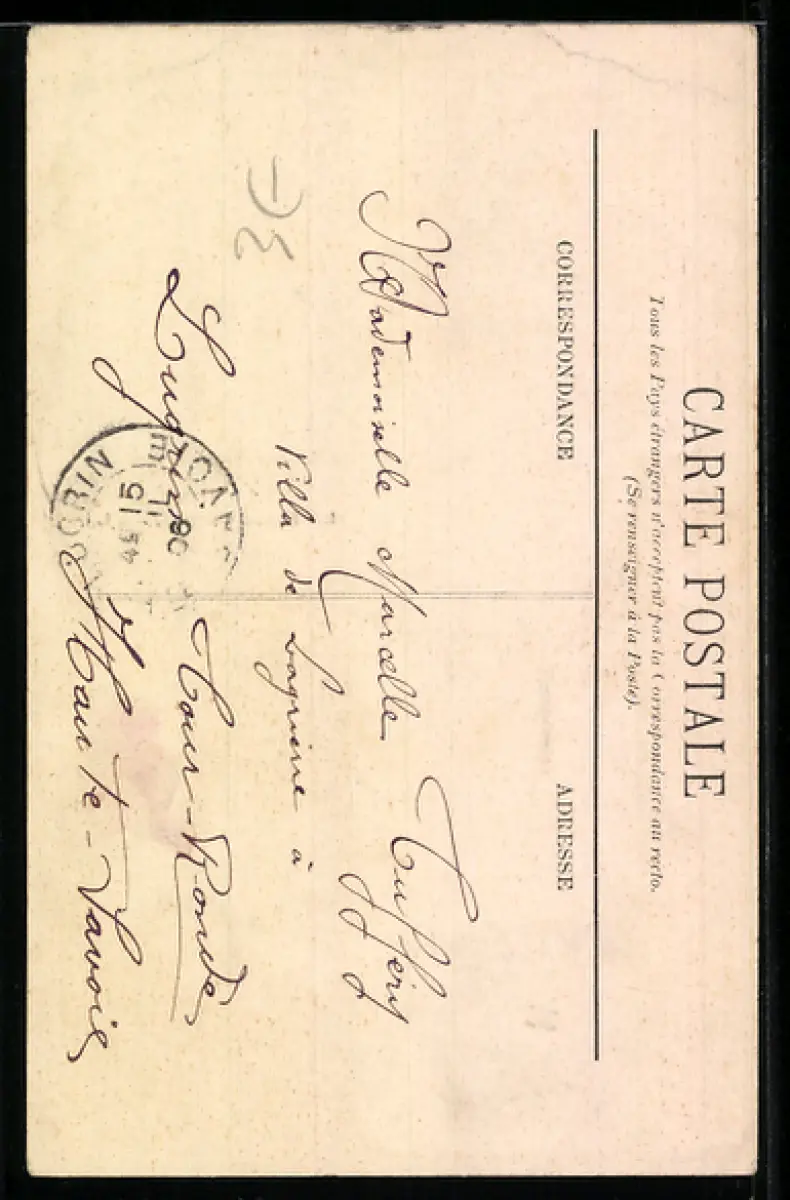 CARTE POSTALE
Tous les Pays étrangers n'acceptent pas la Correspondance au recto.
(Se renseigner à la Poste).
CORRESPONDANCE
ADRESSE
Mademoiselle Marcelle Tuffery
Villa de Lagrive à
Lugrin Tour-Ronde
Haute-Savoie